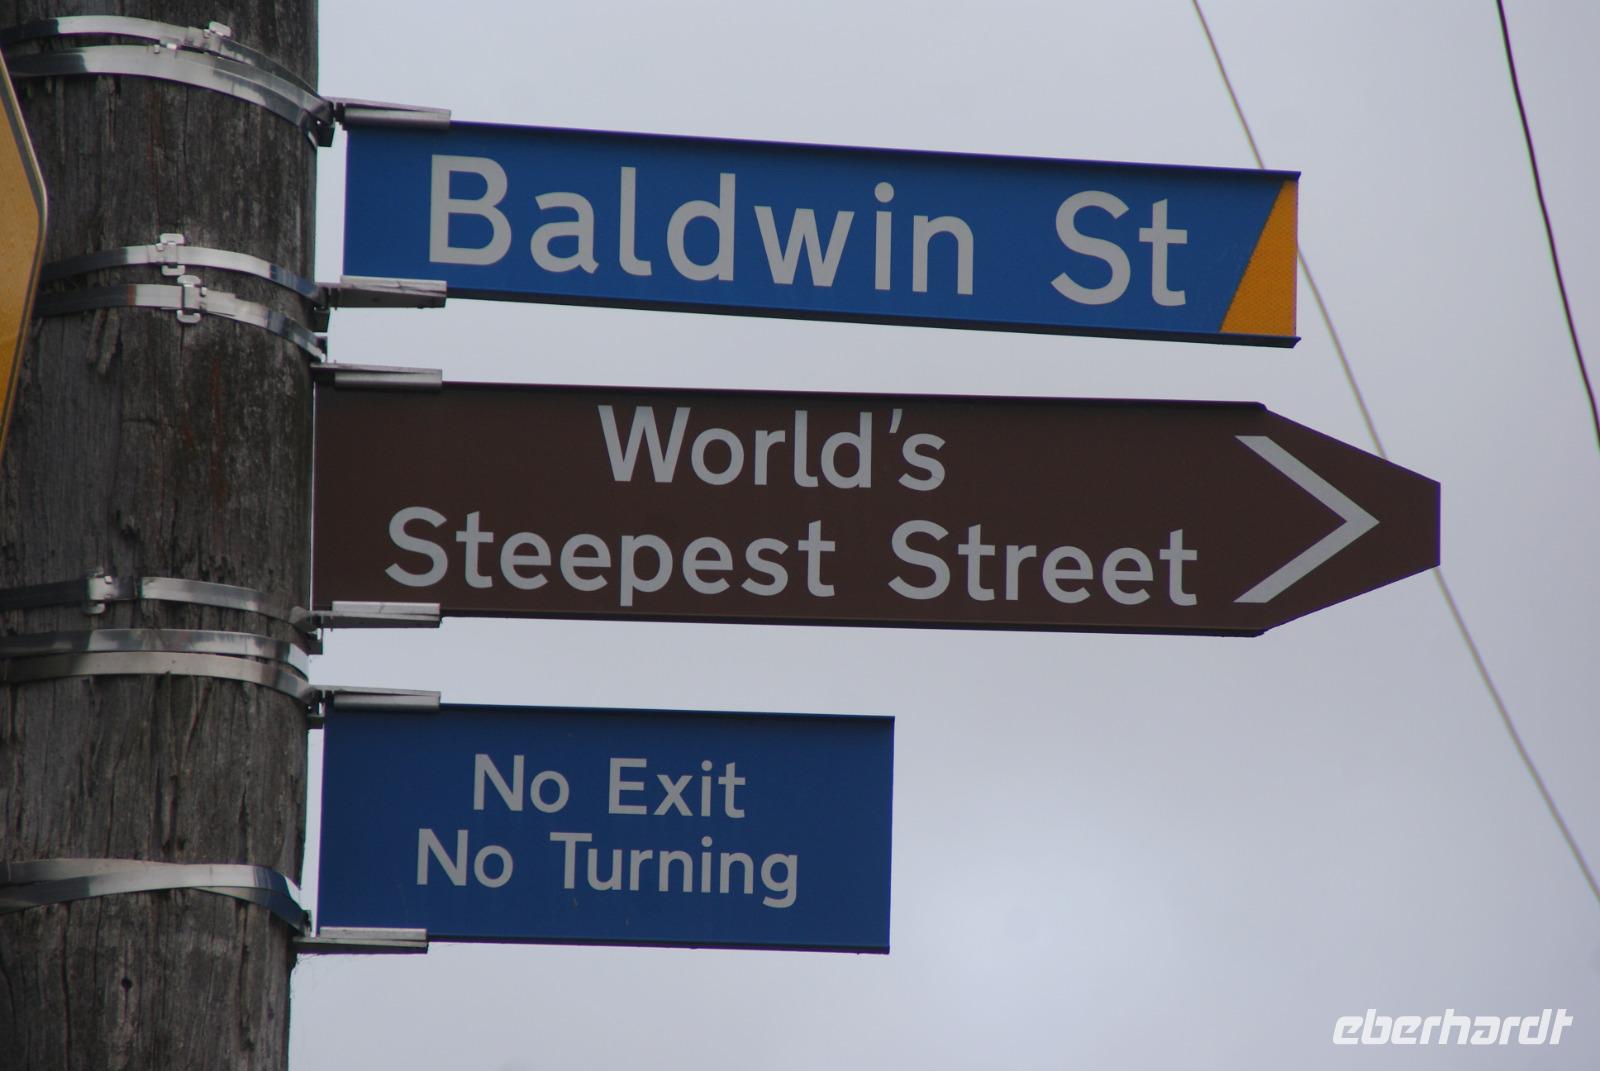 Baldwin St
World's
Steepest Street
No Exit
No Turning
eberhardt